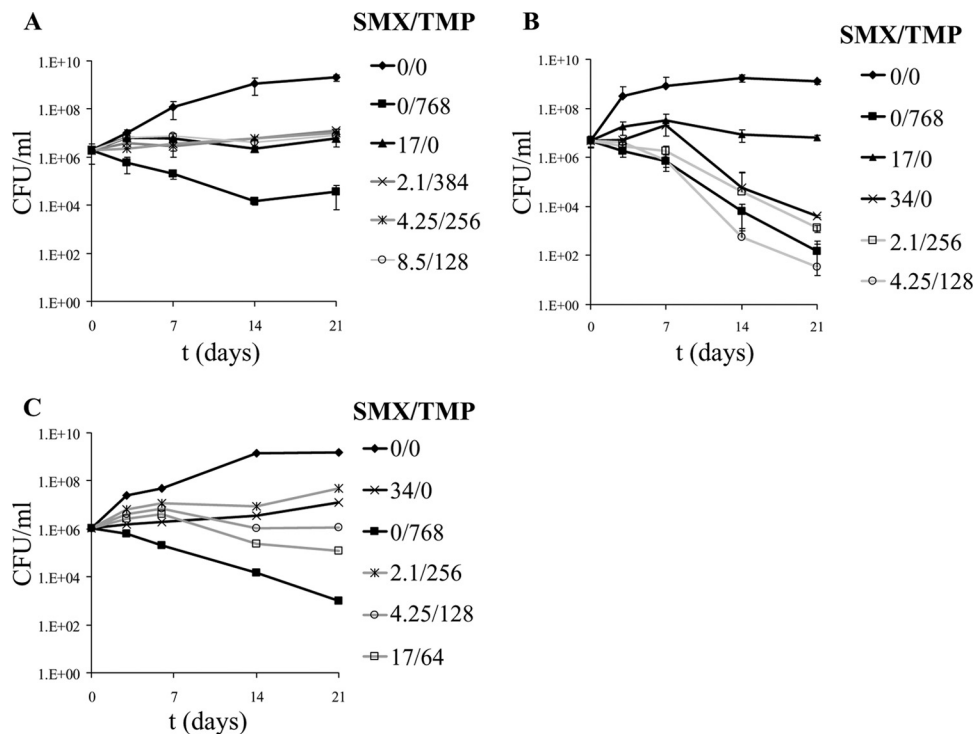 A
SMX/TMP
CFU/ml
1.E+10
1.E+08
1.E+06
1.E+04
1.E+02
1.E+00
0 7 14 21
t (days)
0/0
0/768
17/0
2.1/384
4.25/256
8.5/128
B
SMX/TMP
CFU/ml
1.E+10
1.E+08
1.E+06
1.E+04
1.E+02
1.E+00
0 7 14 21
t (days)
0/0
0/768
17/0
34/0
2.1/256
4.25/128
C
SMX/TMP
CFU/ml
1.E+10
1.E+08
1.E+06
1.E+04
1.E+02
1.E+00
0 7 14 21
t (days)
0/0
34/0
0/768
2.1/256
4.25/128
17/64